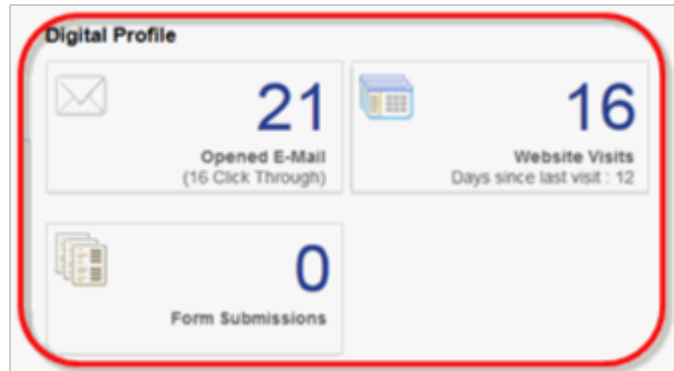 Digital Profile
21
Opened E-Mail
(16 Click Through)
16
Website Visits
Days since last visit : 12
0
Form Submissions